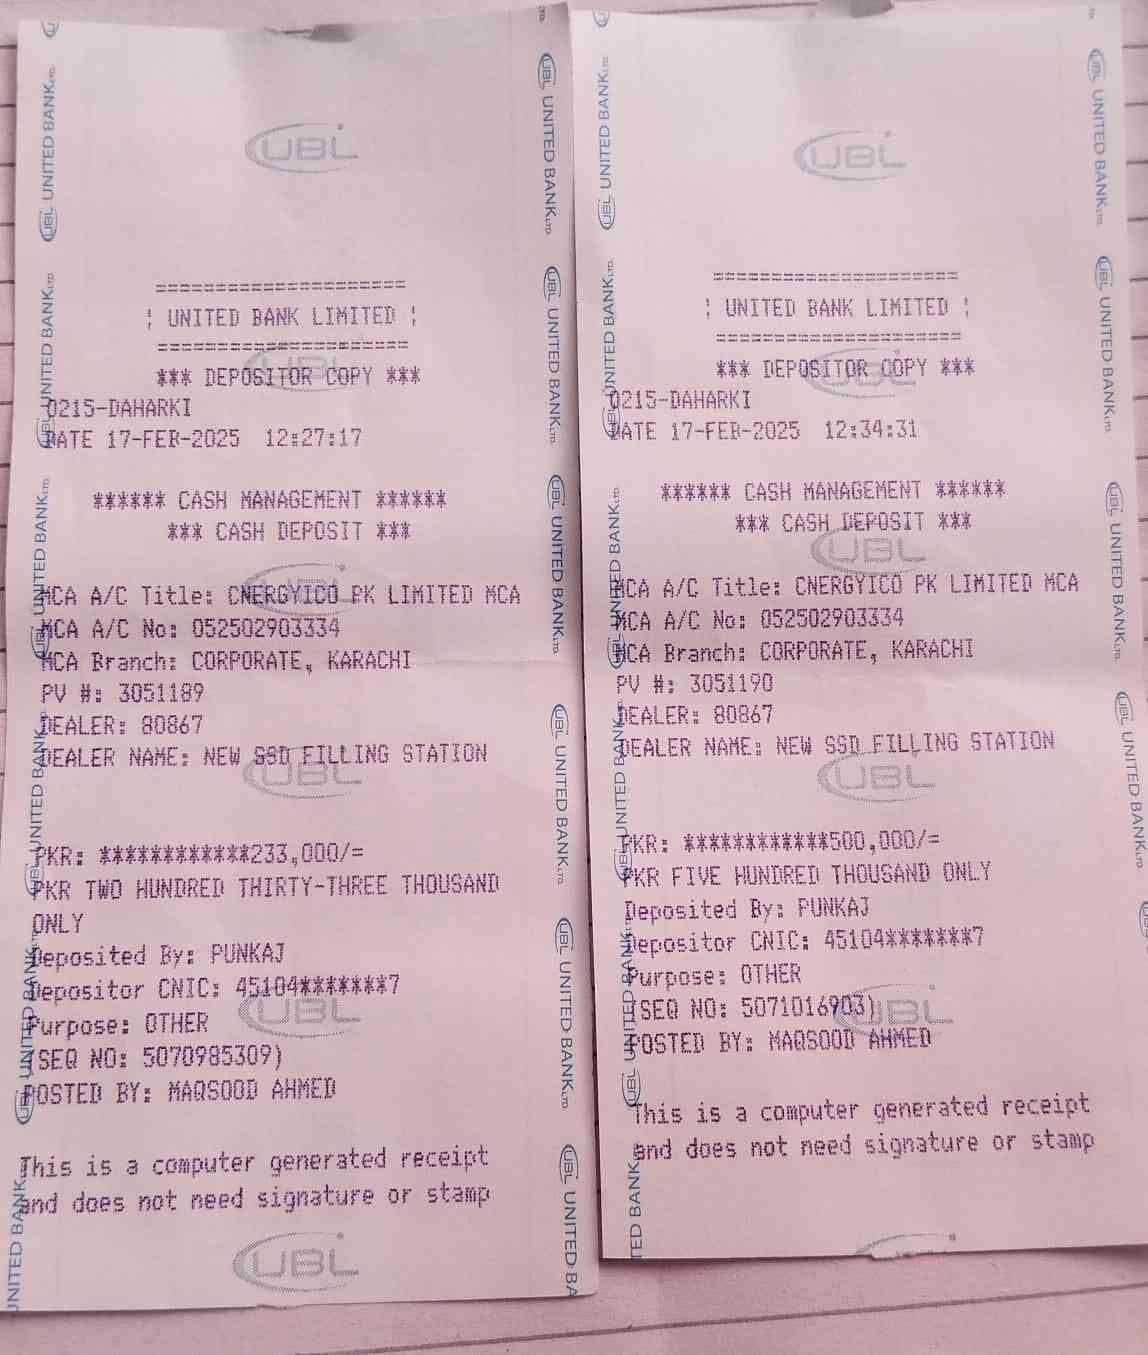 ====================
¦ UNITED BANK LIMITED ¦
====================
*** DEPOSITOR COPY ***
0215-DAHARKI
DATE 17-FEB-2025 12:27:17
****** CASH MANAGEMENT ******
*** CASH DEPOSIT ***
MCA A/C Title: CNERGYICO PK LIMITED MCA
MCA A/C No: 052502903334
MCA Branch: CORPORATE, KARACHI
PV #: 3051189
DEALER: 80867
DEALER NAME: NEW SSD FILLING STATION
PKR: ************233,000/=
PKR TWO HUNDRED THIRTY-THREE THOUSAND
ONLY
Deposited By: PUNKAJ
Depositor CNIC: 45104*******7
Purpose: OTHER
(SEQ NO: 5070985309)
POSTED BY: MAQSOOD AHMED
This is a computer generated receipt
and does not need signature or stamp
UBL
UBL UNITED BANK LTD.
====================
¦ UNITED BANK LIMITED ¦
====================
*** DEPOSITOR COPY ***
0215-DAHARKI
DATE 17-FEB-2025 12:34:31
****** CASH MANAGEMENT ******
*** CASH DEPOSIT ***
MCA A/C Title: CNERGYICO PK LIMITED MCA
MCA A/C No: 052502903334
MCA Branch: CORPORATE, KARACHI
PV #: 3051190
DEALER: 80867
DEALER NAME: NEW SSD FILLING STATION
PKR: ************500,000/=
PKR FIVE HUNDRED THOUSAND ONLY
Deposited By: PUNKAJ
Depositor CNIC: 45104*******7
Purpose: OTHER
(SEQ NO: 5071016903)
POSTED BY: MAQSOOD AHMED
This is a computer generated receipt
and does not need signature or stamp
UBL
UBL UNITED BANK LTD.